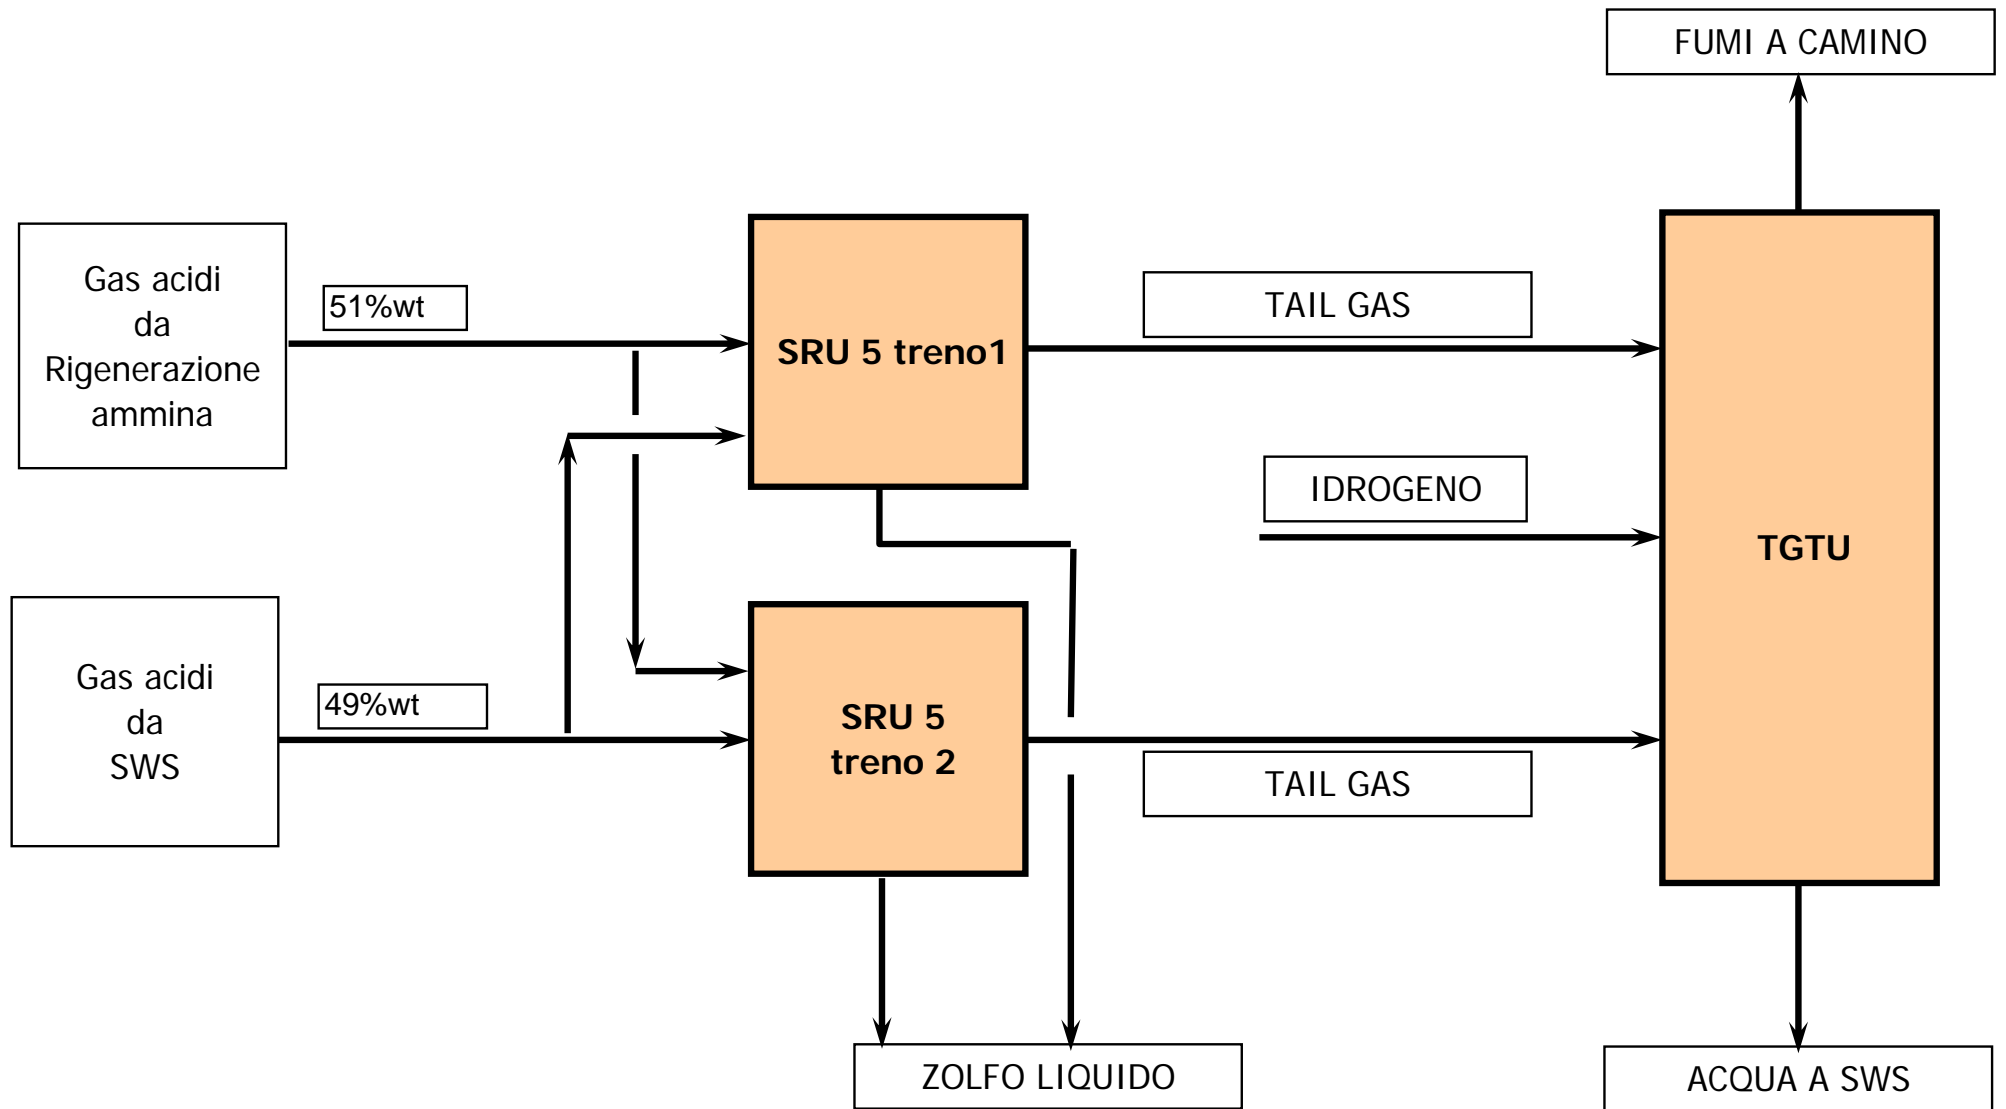 FUMI A CAMINO
Gas acidi
da
Rigenerazione
ammina
51%wt
SRU 5 treno1
TAIL GAS
IDROGENO
TGTU
Gas acidi
da
SWS
49%wt
SRU 5
treno 2
TAIL GAS
ZOLFO LIQUIDO
ACQUA A SWS